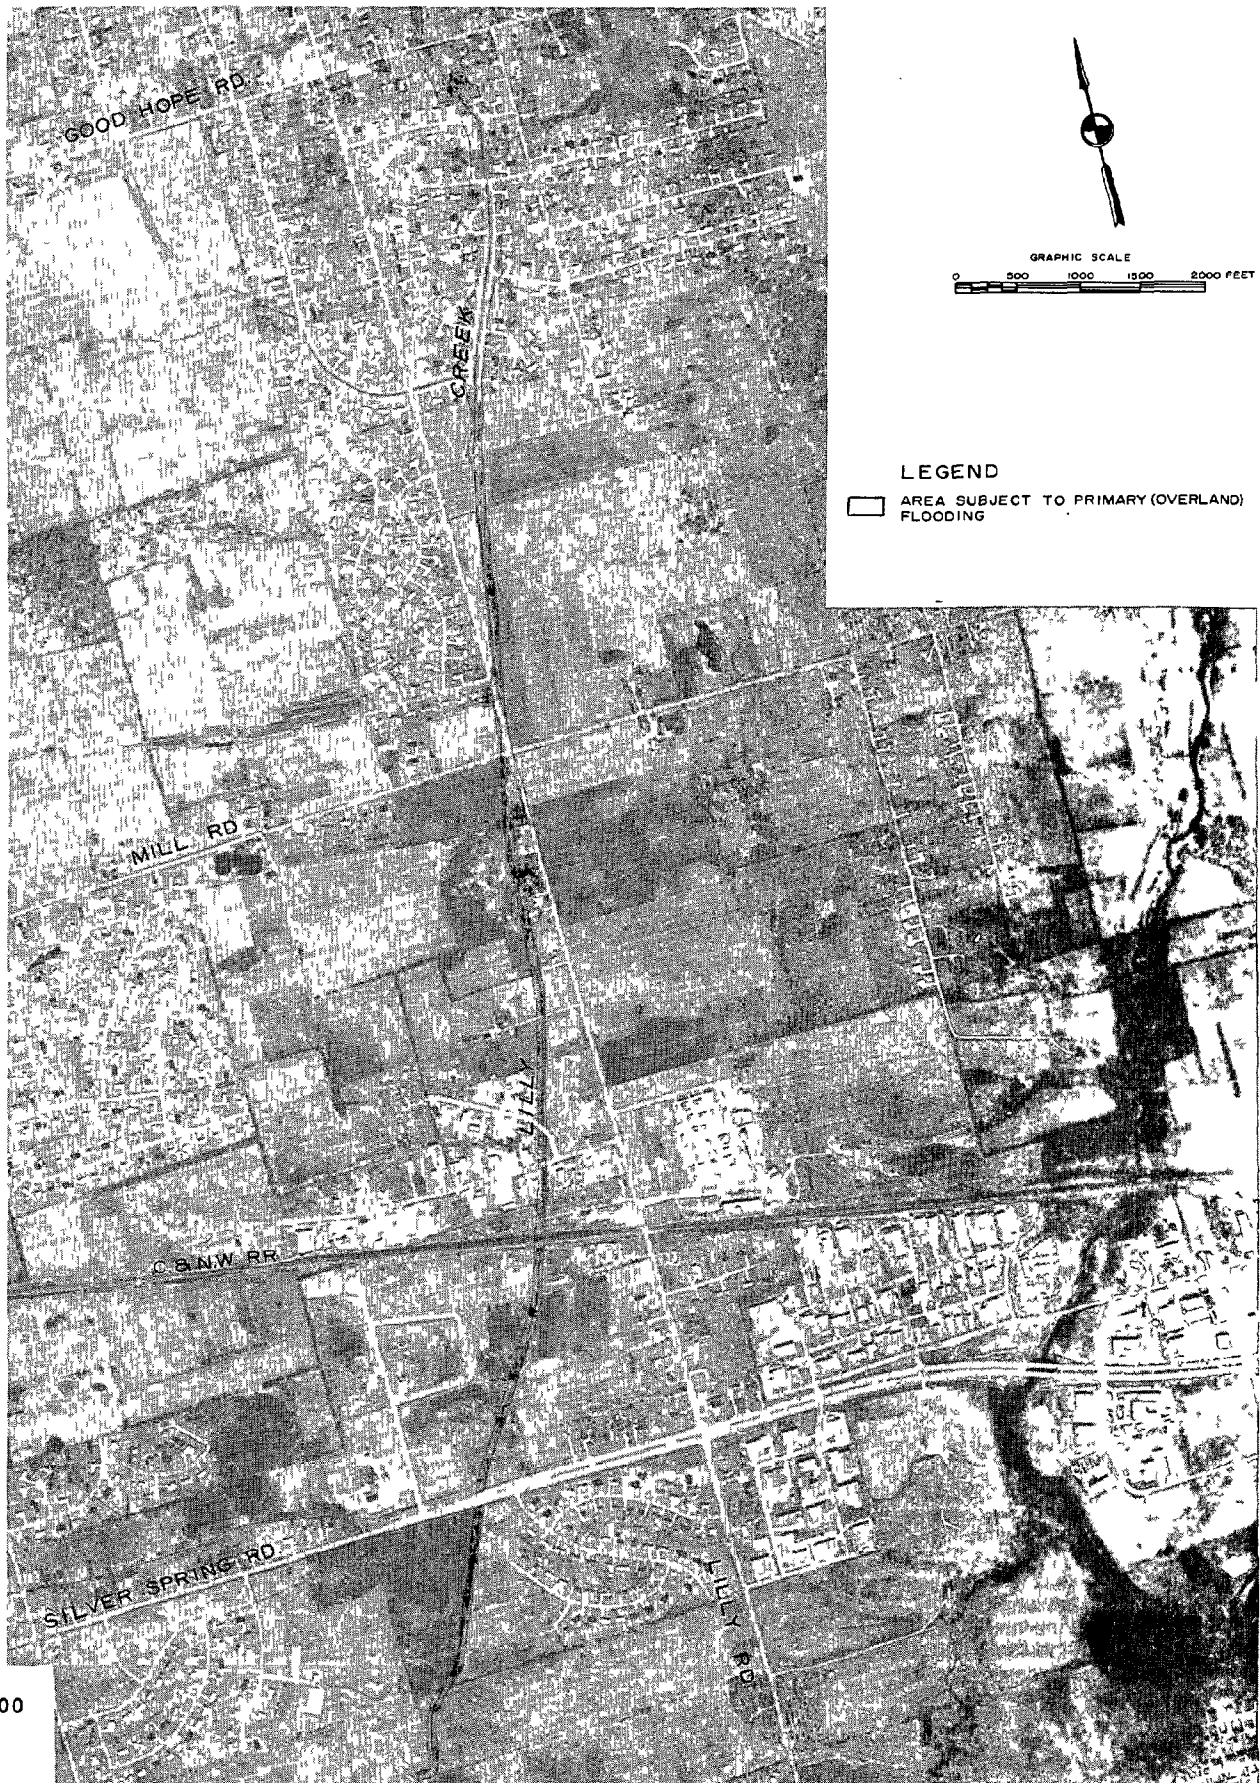 GOOD HOPE RD.
GRAPHIC SCALE
0 500 1000 1500 2000 FEET
CREEK
LEGEND
AREA SUBJECT TO PRIMARY (OVERLAND)
FLOODING
MILL RD
LILLY
C & N.W. RR
SILVER SPRING RD.
LILLY RD.
00